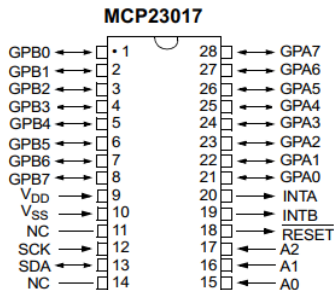 MCP23017
GPB0 • 1 28 GPA7
GPB1 2 27 GPA6
GPB2 3 26 GPA5
GPB3 4 25 GPA4
GPB4 5 24 GPA3
GPB5 6 23 GPA2
GPB6 7 22 GPA1
GPB7 8 21 GPA0
VDD 9 20 INTA
VSS 10 19 INTB
NC 11 18 RESET
SCK 12 17 A2
SDA 13 16 A1
NC 14 15 A0